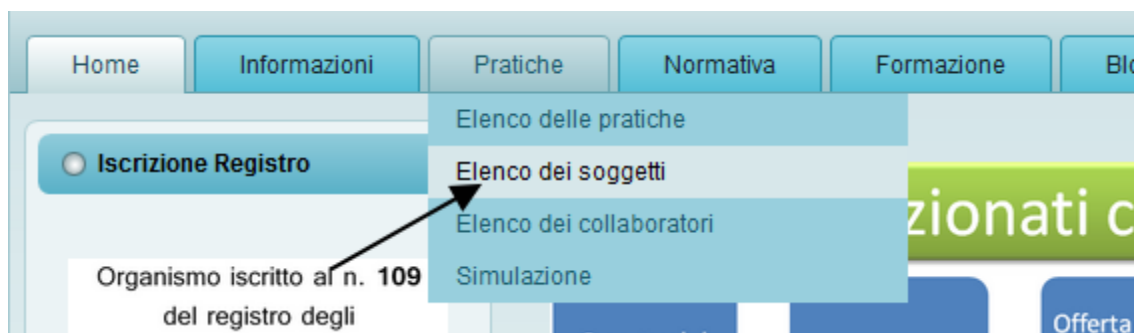 Home Informazioni Pratiche Normativa Formazione
Elenco delle pratiche
Iscrizione Registro
Elenco dei soggetti
Elenco dei collaboratori
Simulazione
Organismo iscritto al n. 109
del registro degli
Offerta